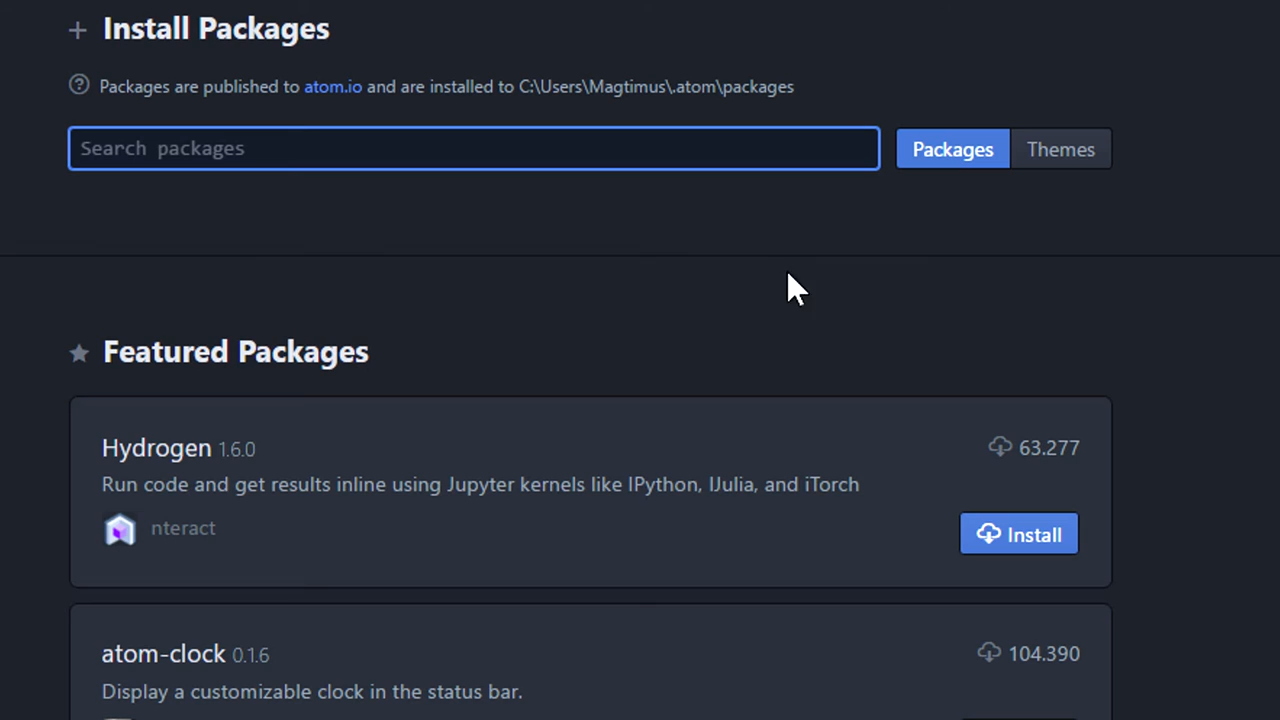 Install Packages
Packages are published to atom.io and are installed to C:\Users\Magtimus\.atom\packages
Search packages
Packages
Themes
Featured Packages
Hydrogen 1.6.0
63.277
Run code and get results inline using Jupyter kernels like IPython, IJulia, and iTorch
nteract
Install
atom-clock 0.1.6
104.390
Display a customizable clock in the status bar.